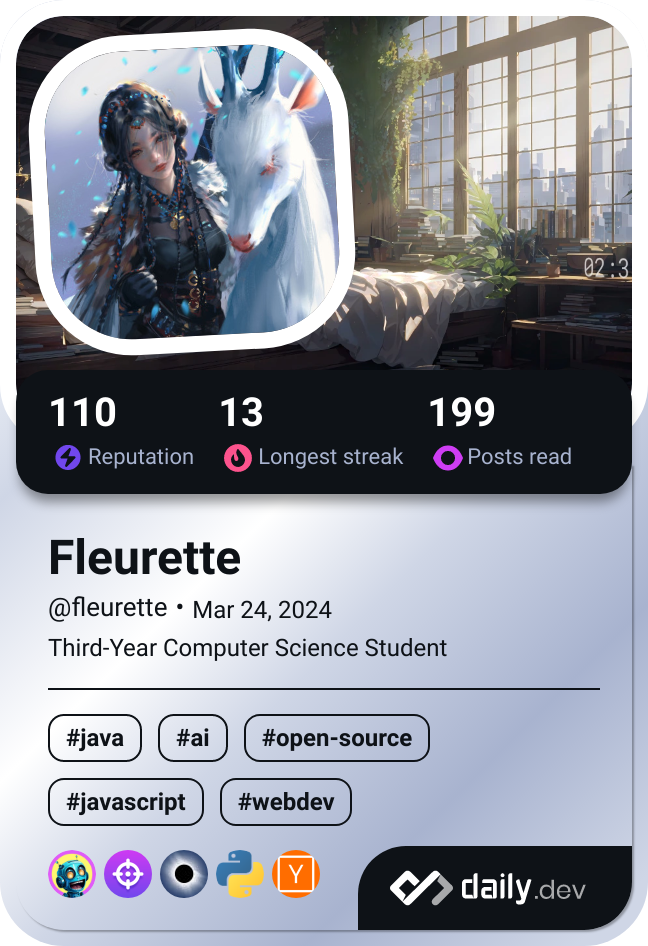 02:3
110 13 199
Reputation Longest streak Posts read
Fleurette
@fleurette • Mar 24, 2024
Third-Year Computer Science Student
#java #ai #open-source
#javascript #webdev
Y
daily.dev